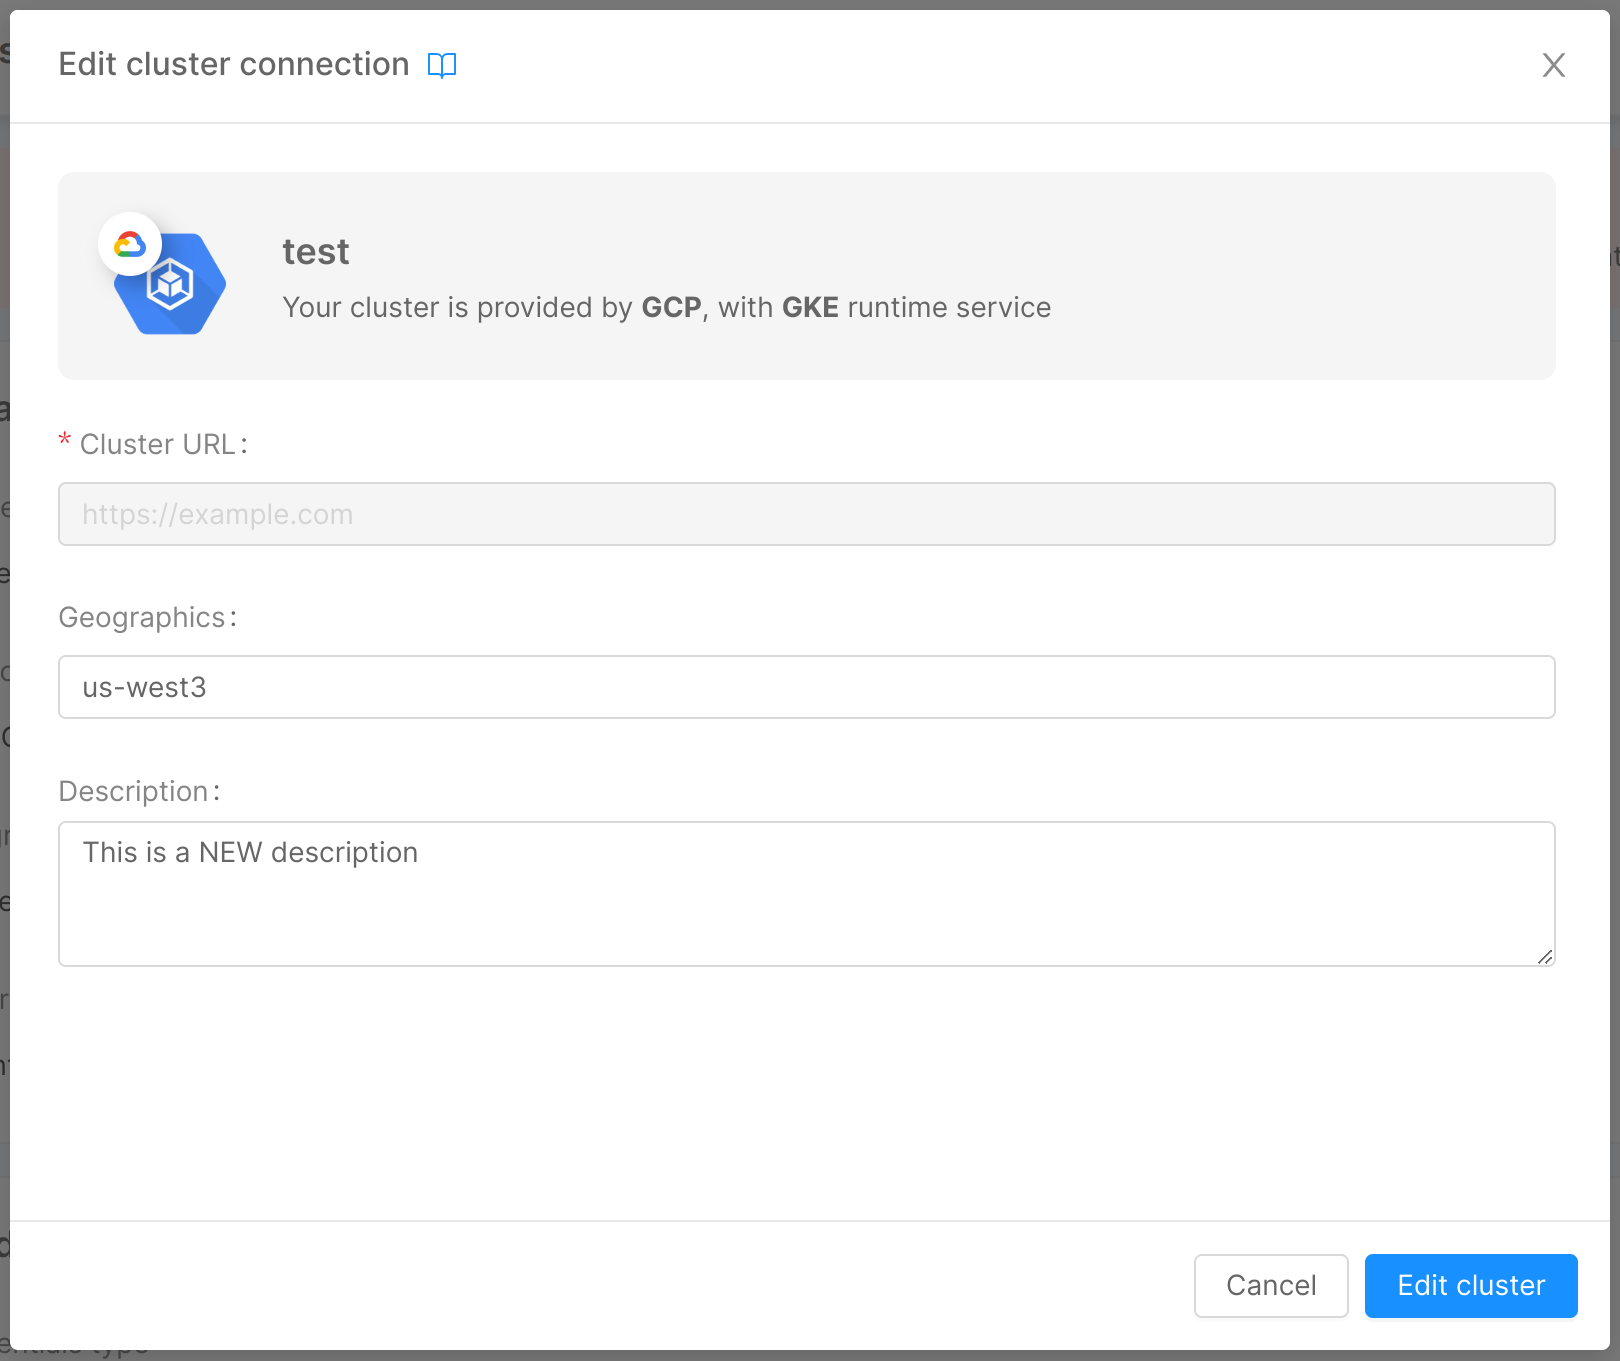 Edit cluster connection
test
Your cluster is provided by GCP, with GKE runtime service
* Cluster URL:
https://example.com
Geographics:
us-west3
Description:
This is a NEW description
Cancel
Edit cluster